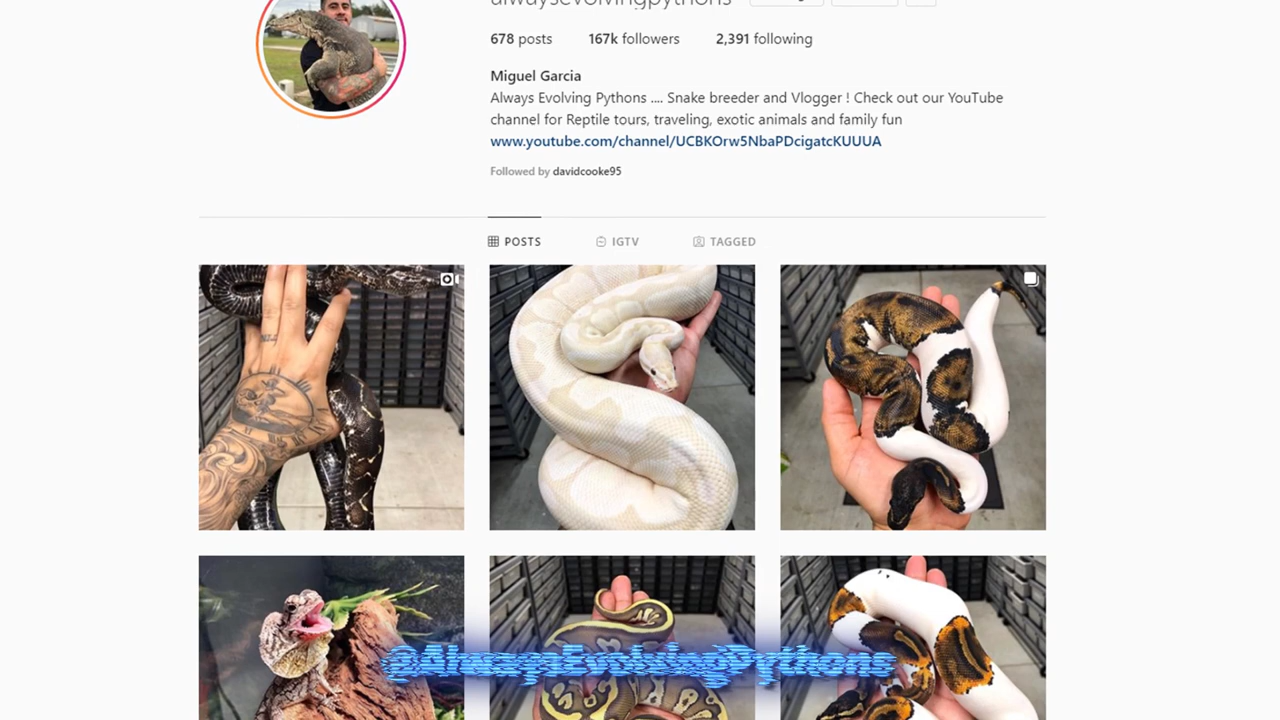 alwaysevolvingpythons
678 posts 167k followers 2,391 following
Miguel Garcia
Always Evolving Pythons .... Snake breeder and Vlogger ! Check out our YouTube
channel for Reptile tours, traveling, exotic animals and family fun
www.youtube.com/channel/UCBKOrw5NbaPDcigatcKUUUA
Followed by davidcooke95
POSTS IGTV TAGGED
@AlwaysEvolvingPythons